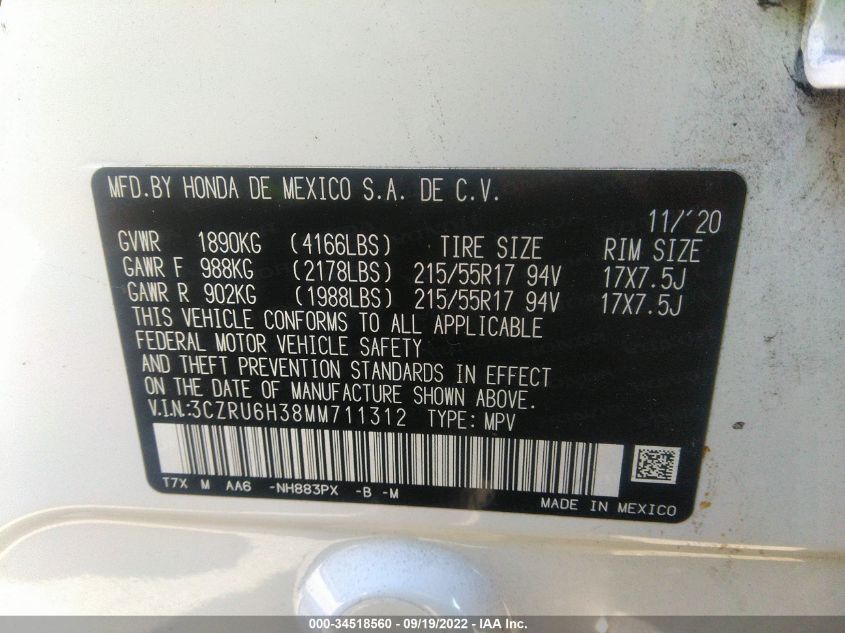 MFD.BY HONDA DE MEXICO S.A. DE C.V.
11/'20
GVWR 1890KG (4166LBS) TIRE SIZE RIM SIZE
GAWR F 988KG (2178LBS) 215/55R17 94V 17X7.5J
GAWR R 902KG (1988LBS) 215/55R17 94V 17X7.5J
THIS VEHICLE CONFORMS TO ALL APPLICABLE
FEDERAL MOTOR VEHICLE SAFETY
AND THEFT PREVENTION STANDARDS IN EFFECT
ON THE DATE OF MANUFACTURE SHOWN ABOVE.
V.I.N:3CZRU6H38MM711312 TYPE: MPV
T7X M AA6 -NH883PX -B -M
MADE IN MEXICO
000-34518560 - 09/19/2022 - IAA Inc.